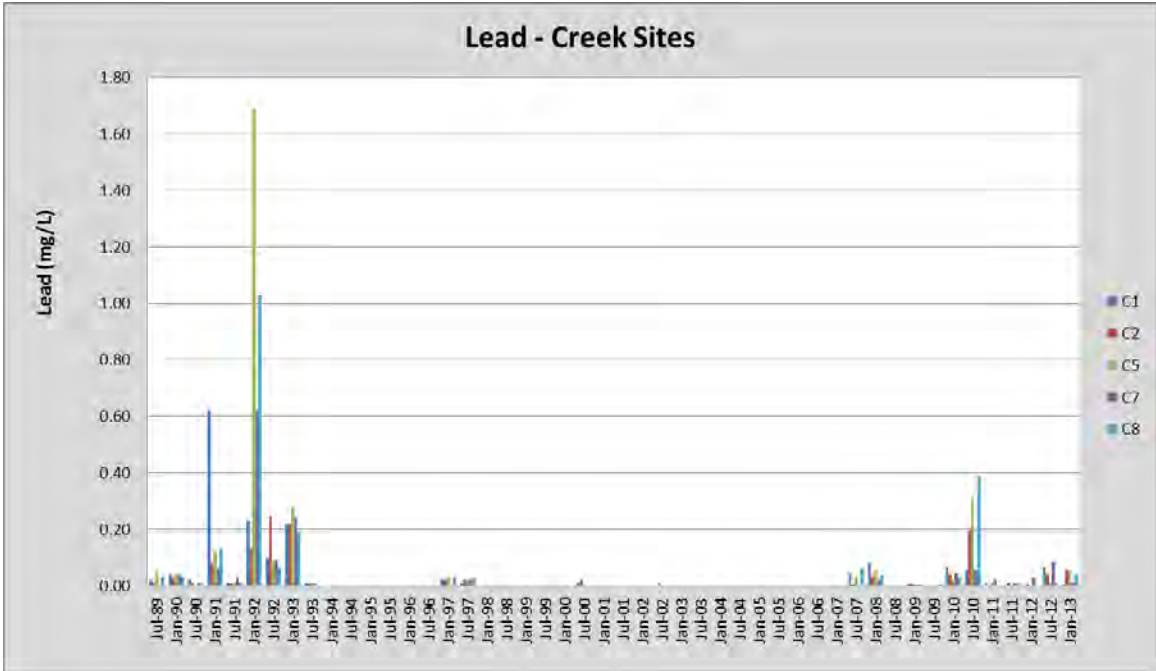 Lead - Creek Sites
Lead (mg/L)
1.80
1.60
1.40
1.20
1.00
0.80
0.60
0.40
0.20
0.00
Jul-89
Jan-90
Jul-90
Jan-91
Jul-91
Jan-92
Jul-92
Jan-93
Jul-93
Jan-94
Jul-94
Jan-95
Jul-95
Jan-96
Jul-96
Jan-97
Jul-97
Jan-98
Jul-98
Jan-99
Jul-99
Jan-00
Jul-00
Jan-01
Jul-01
Jan-02
Jul-02
Jan-03
Jul-03
Jan-04
Jul-04
Jan-05
Jul-05
Jan-06
Jul-06
Jan-07
Jul-07
Jan-08
Jul-08
Jan-09
Jul-09
Jan-10
Jul-10
Jan-11
Jul-11
Jan-12
Jul-12
Jan-13
C1
C2
C5
C7
C8